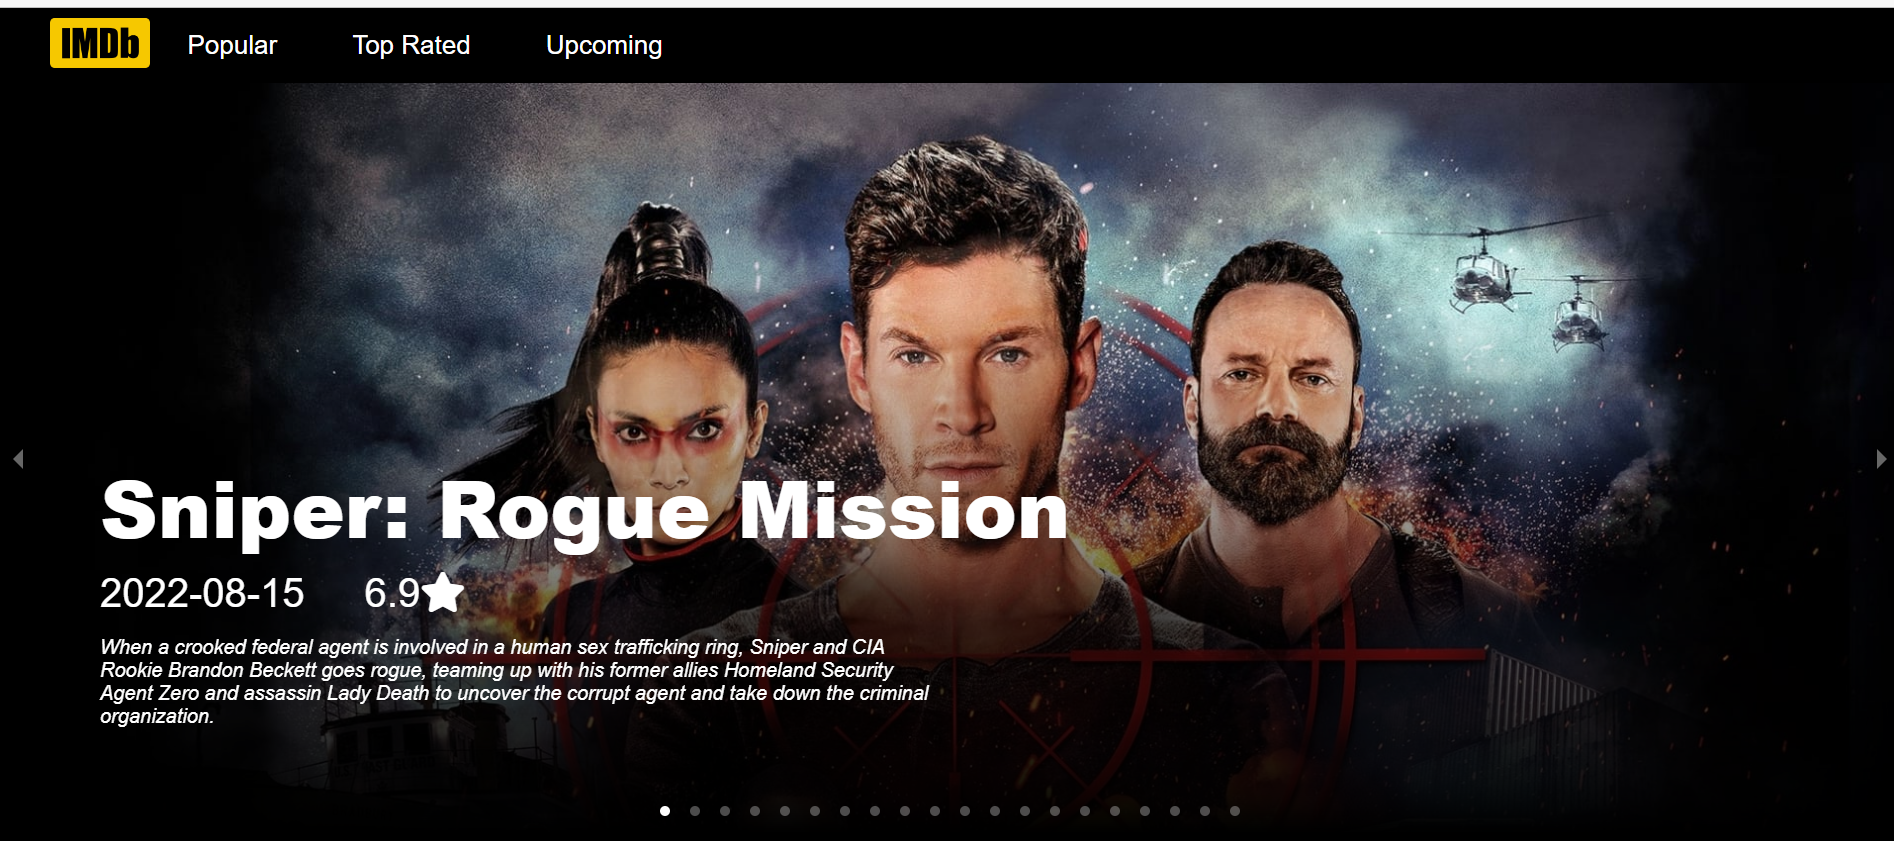 IMDb Popular Top Rated Upcoming
Sniper: Rogue Mission
2022-08-15 6.9
When a crooked federal agent is involved in a human sex trafficking ring, Sniper and CIA
Rookie Brandon Beckett goes rogue, teaming up with his former allies Homeland Security
Agent Zero and assassin Lady Death to uncover the corrupt agent and take down the criminal
organization.